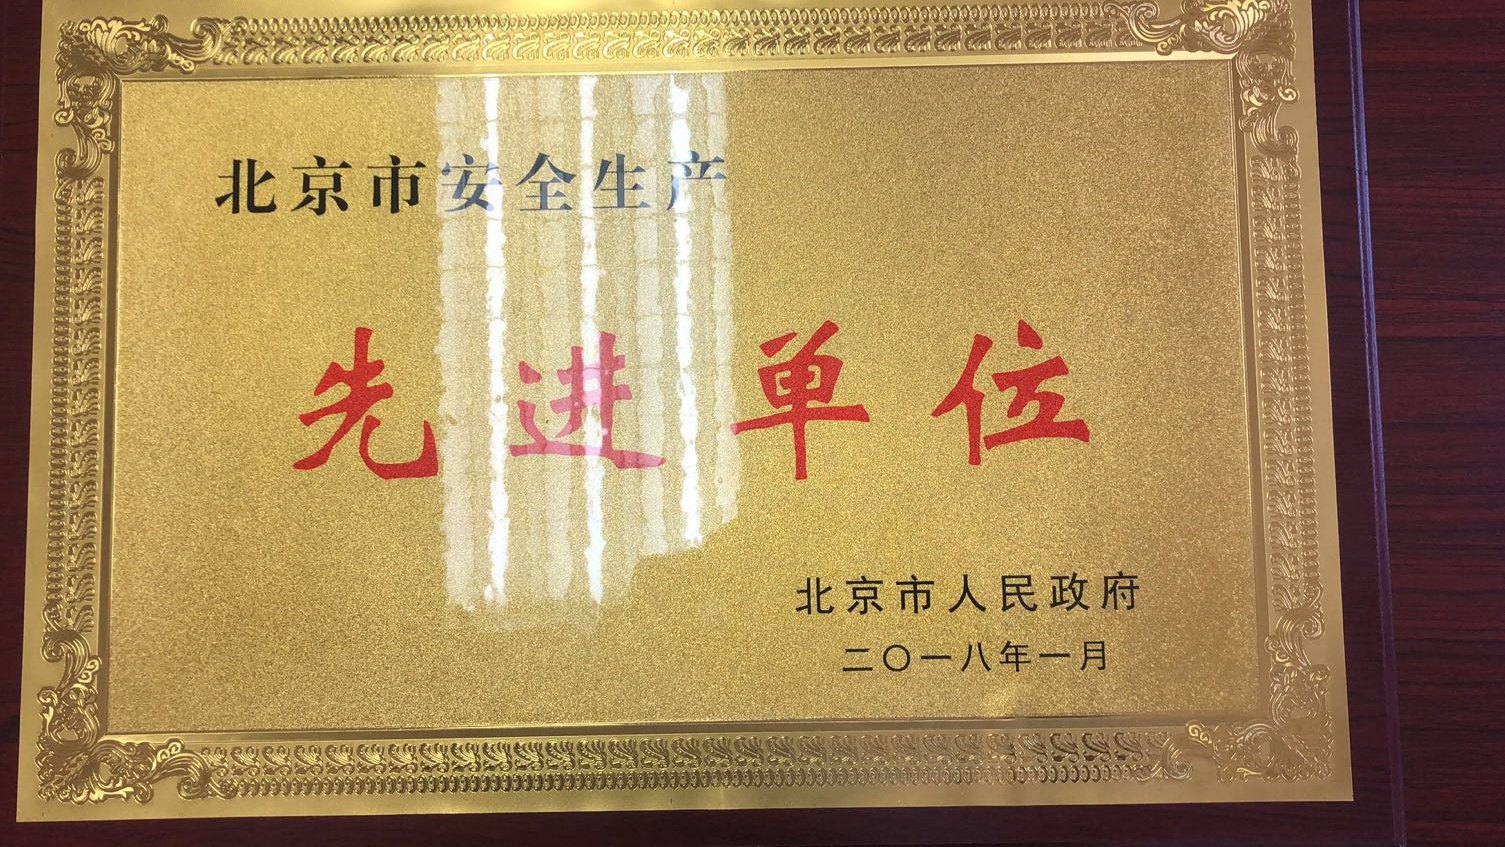 北京市安全生产
先进单位
北京市人民政府
二〇一八年一月